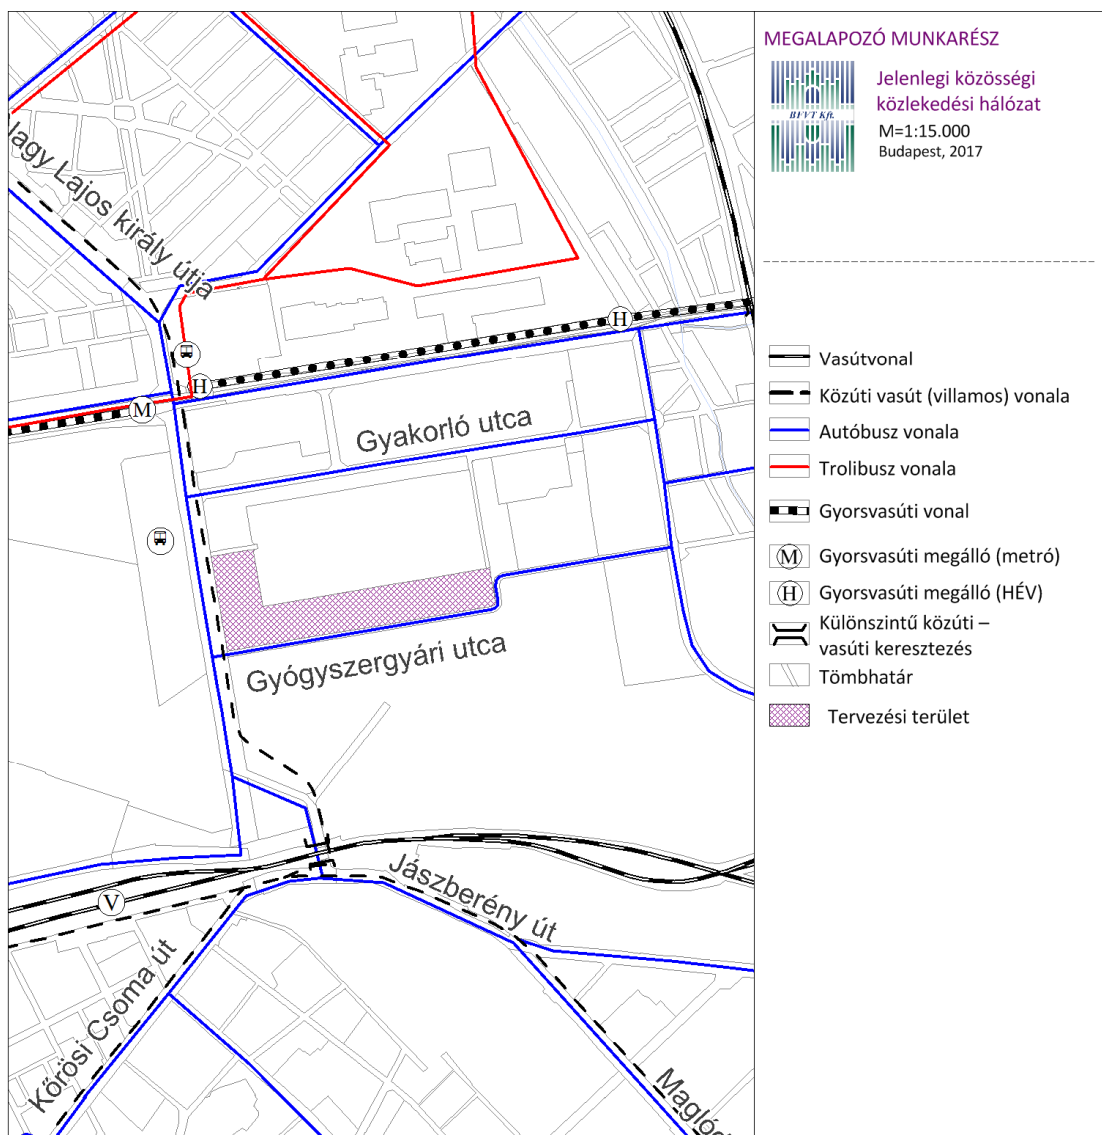 MEGALAPOZÓ MUNKARÉSZ
BFVT Kft.
Jelenlegi közösségi
közlekedési hálózat
M=1:15.000
Budapest, 2017
Vasútvonal
Közúti vasút (villamos) vonala
Autóbusz vonala
Trolibusz vonala
Gyorsvasúti vonal
M Gyorsvasúti megálló (metró)
H Gyorsvasúti megálló (HÉV)
Különszintű közúti –
vasúti keresztezés
Tömbhatár
Tervezési terület
lagy Lajos király útja
H
H
M
Gyakorló utca
Gyógyszergyári utca
Jászberény út
V
Kőrösi Csoma út
Maglód